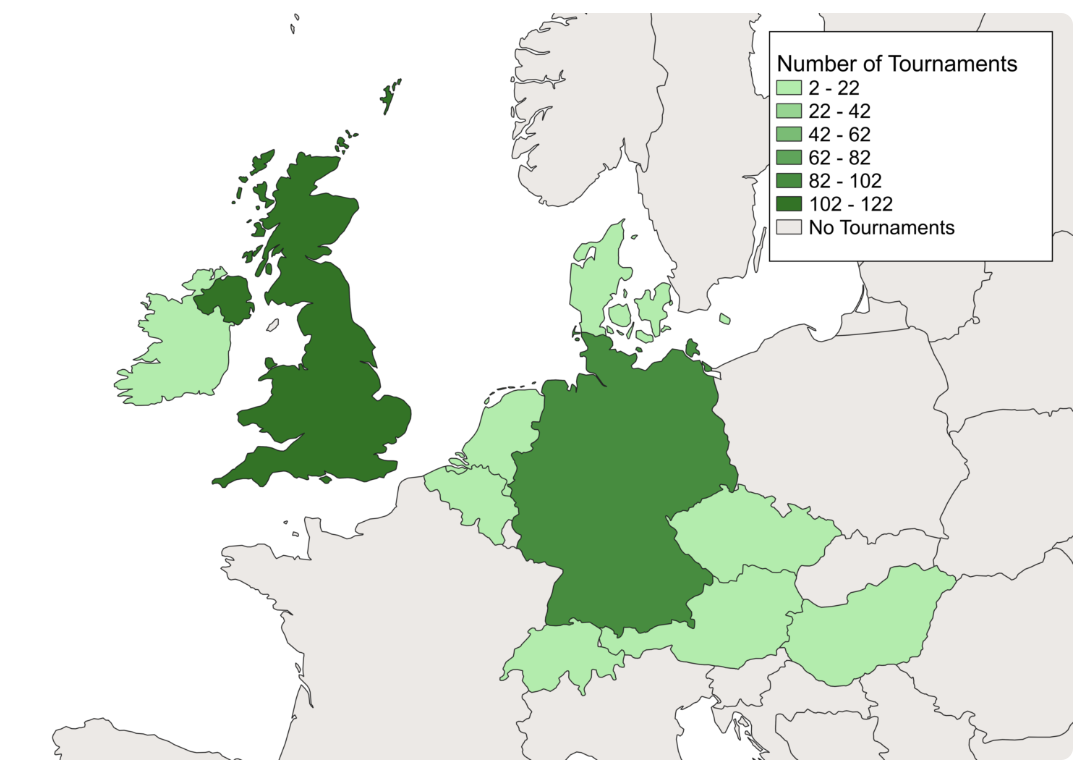 Number of Tournaments
2 - 22
22 - 42
42 - 62
62 - 82
82 - 102
102 - 122
No Tournaments